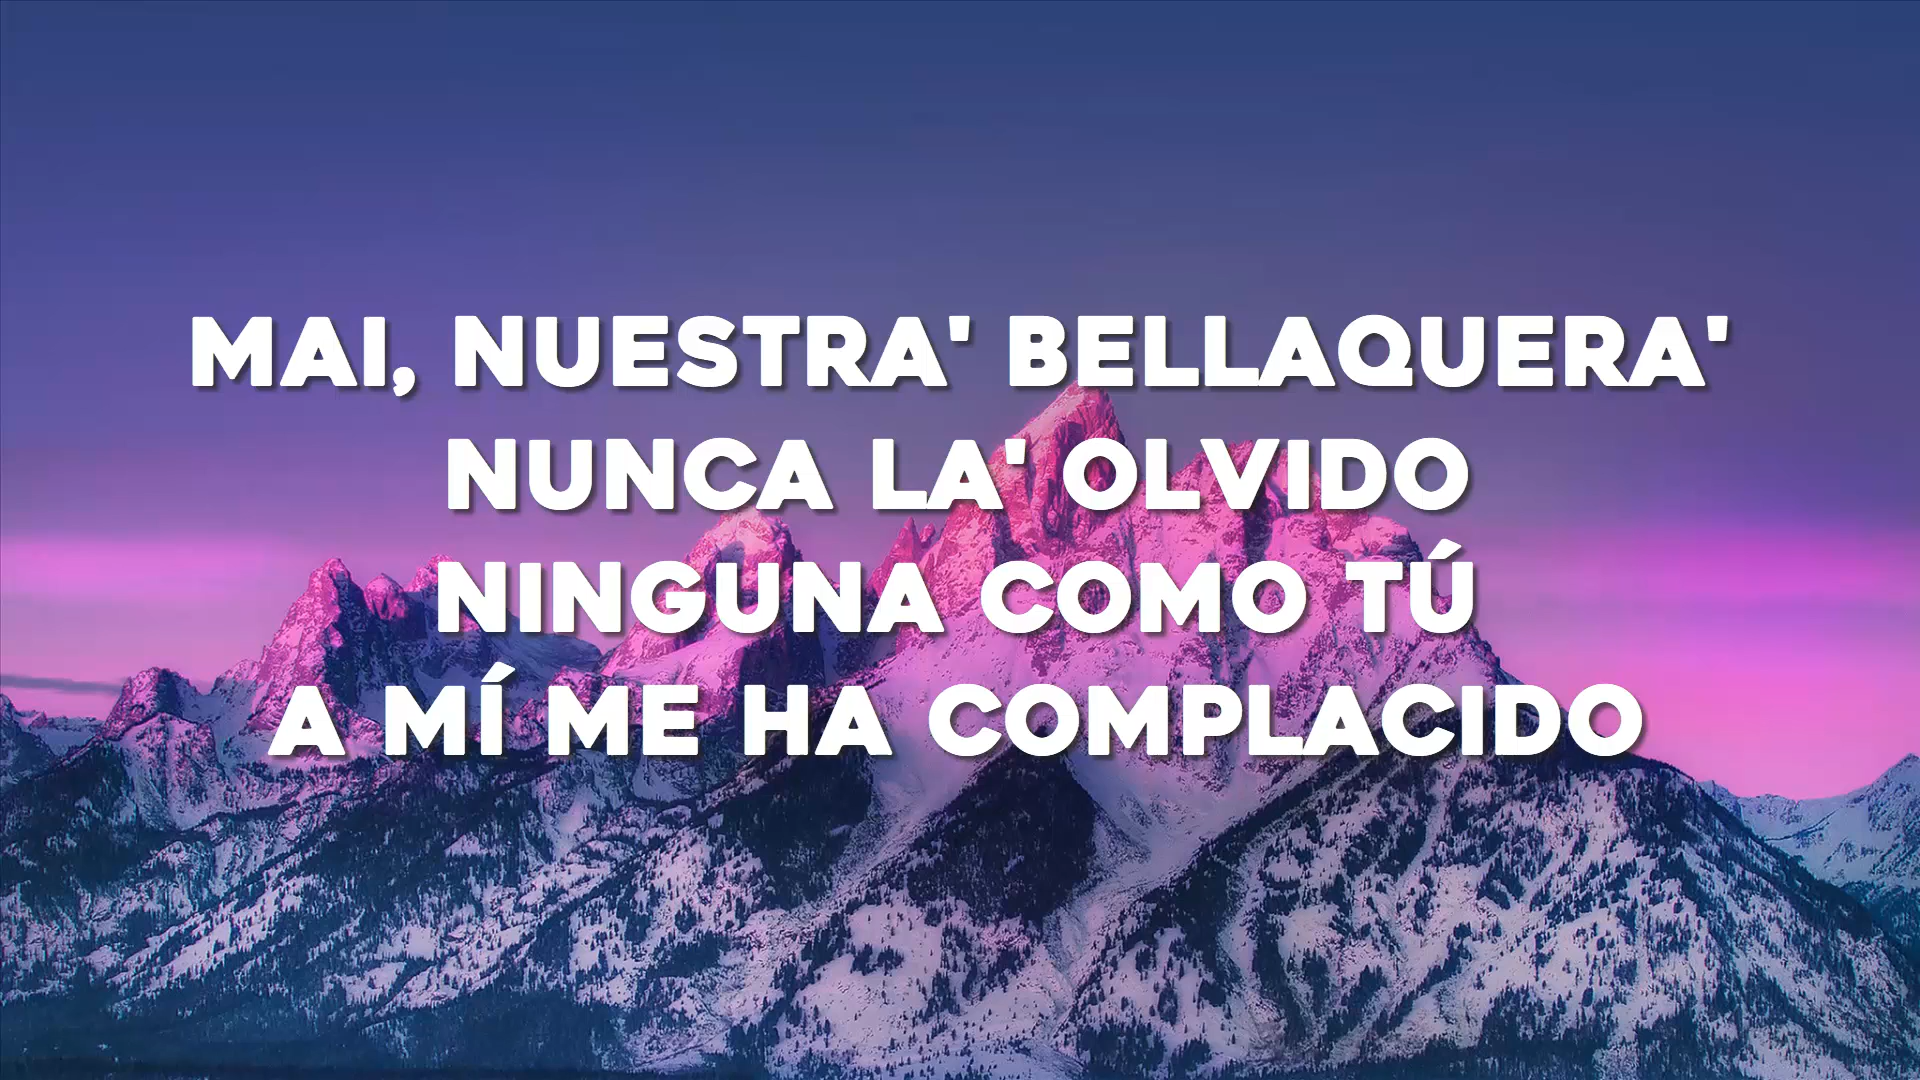 MAI, NUESTRA' BELLAQUERA'
NUNCA LA' OLVIDO
NINGUNA COMO TÚ
A MÍ ME HA COMPLACIDO